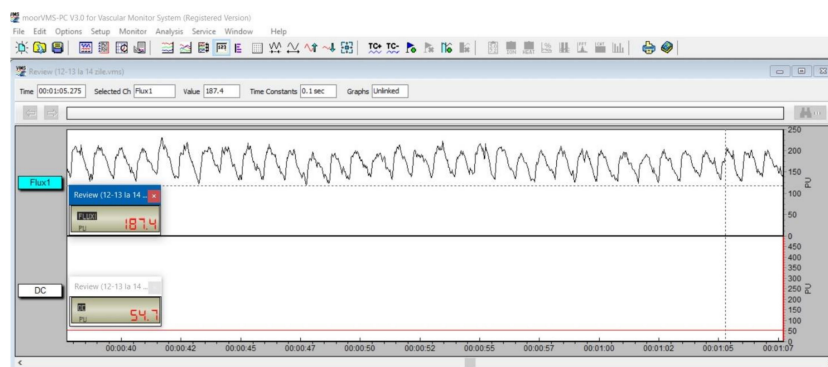 moorVMS-PC V3.0 for Vascular Monitor System (Registered Version)
File Edit Options Setup Monitor Analysis Service Window Help
TC+ TC-
Review (12-13 la 14 zile.vms)
Time 00:01:05.275 Selected Ch Flux1 Value 187.4 Time Constants 0.1 sec Graphs Unlinked
250
200
150
100
50
0
PU
Flux1
Review (12-13 la 14 ...
FLUX1
PU 187.4
450
400
350
300
250
200
150
100
50
0
PU
DC
Review (12-13 la 14 ...
DC
PU 54.7
00:00:40 00:00:42 00:00:45 00:00:47 00:00:50 00:00:52 00:00:55 00:00:57 00:01:00 00:01:02 00:01:05 00:01:07